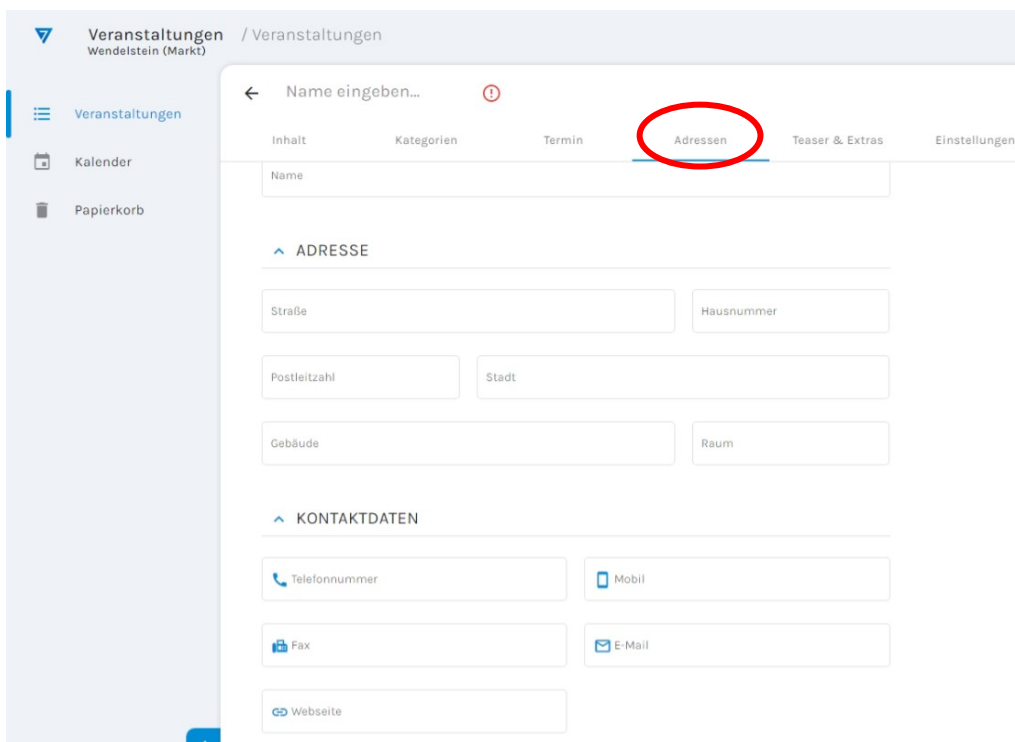 Veranstaltungen / Veranstaltungen
Wendelstein (Markt)
Name eingeben...
Veranstaltungen
Kalender
Papierkorb
Inhalt Kategorien Termin Adressen Teaser & Extras Einstellungen
Name
ADRESSE
Straße Hausnummer
Postleitzahl Stadt
Gebäude Raum
KONTAKTDATEN
Telefonnummer Mobil
Fax E-Mail
Webseite